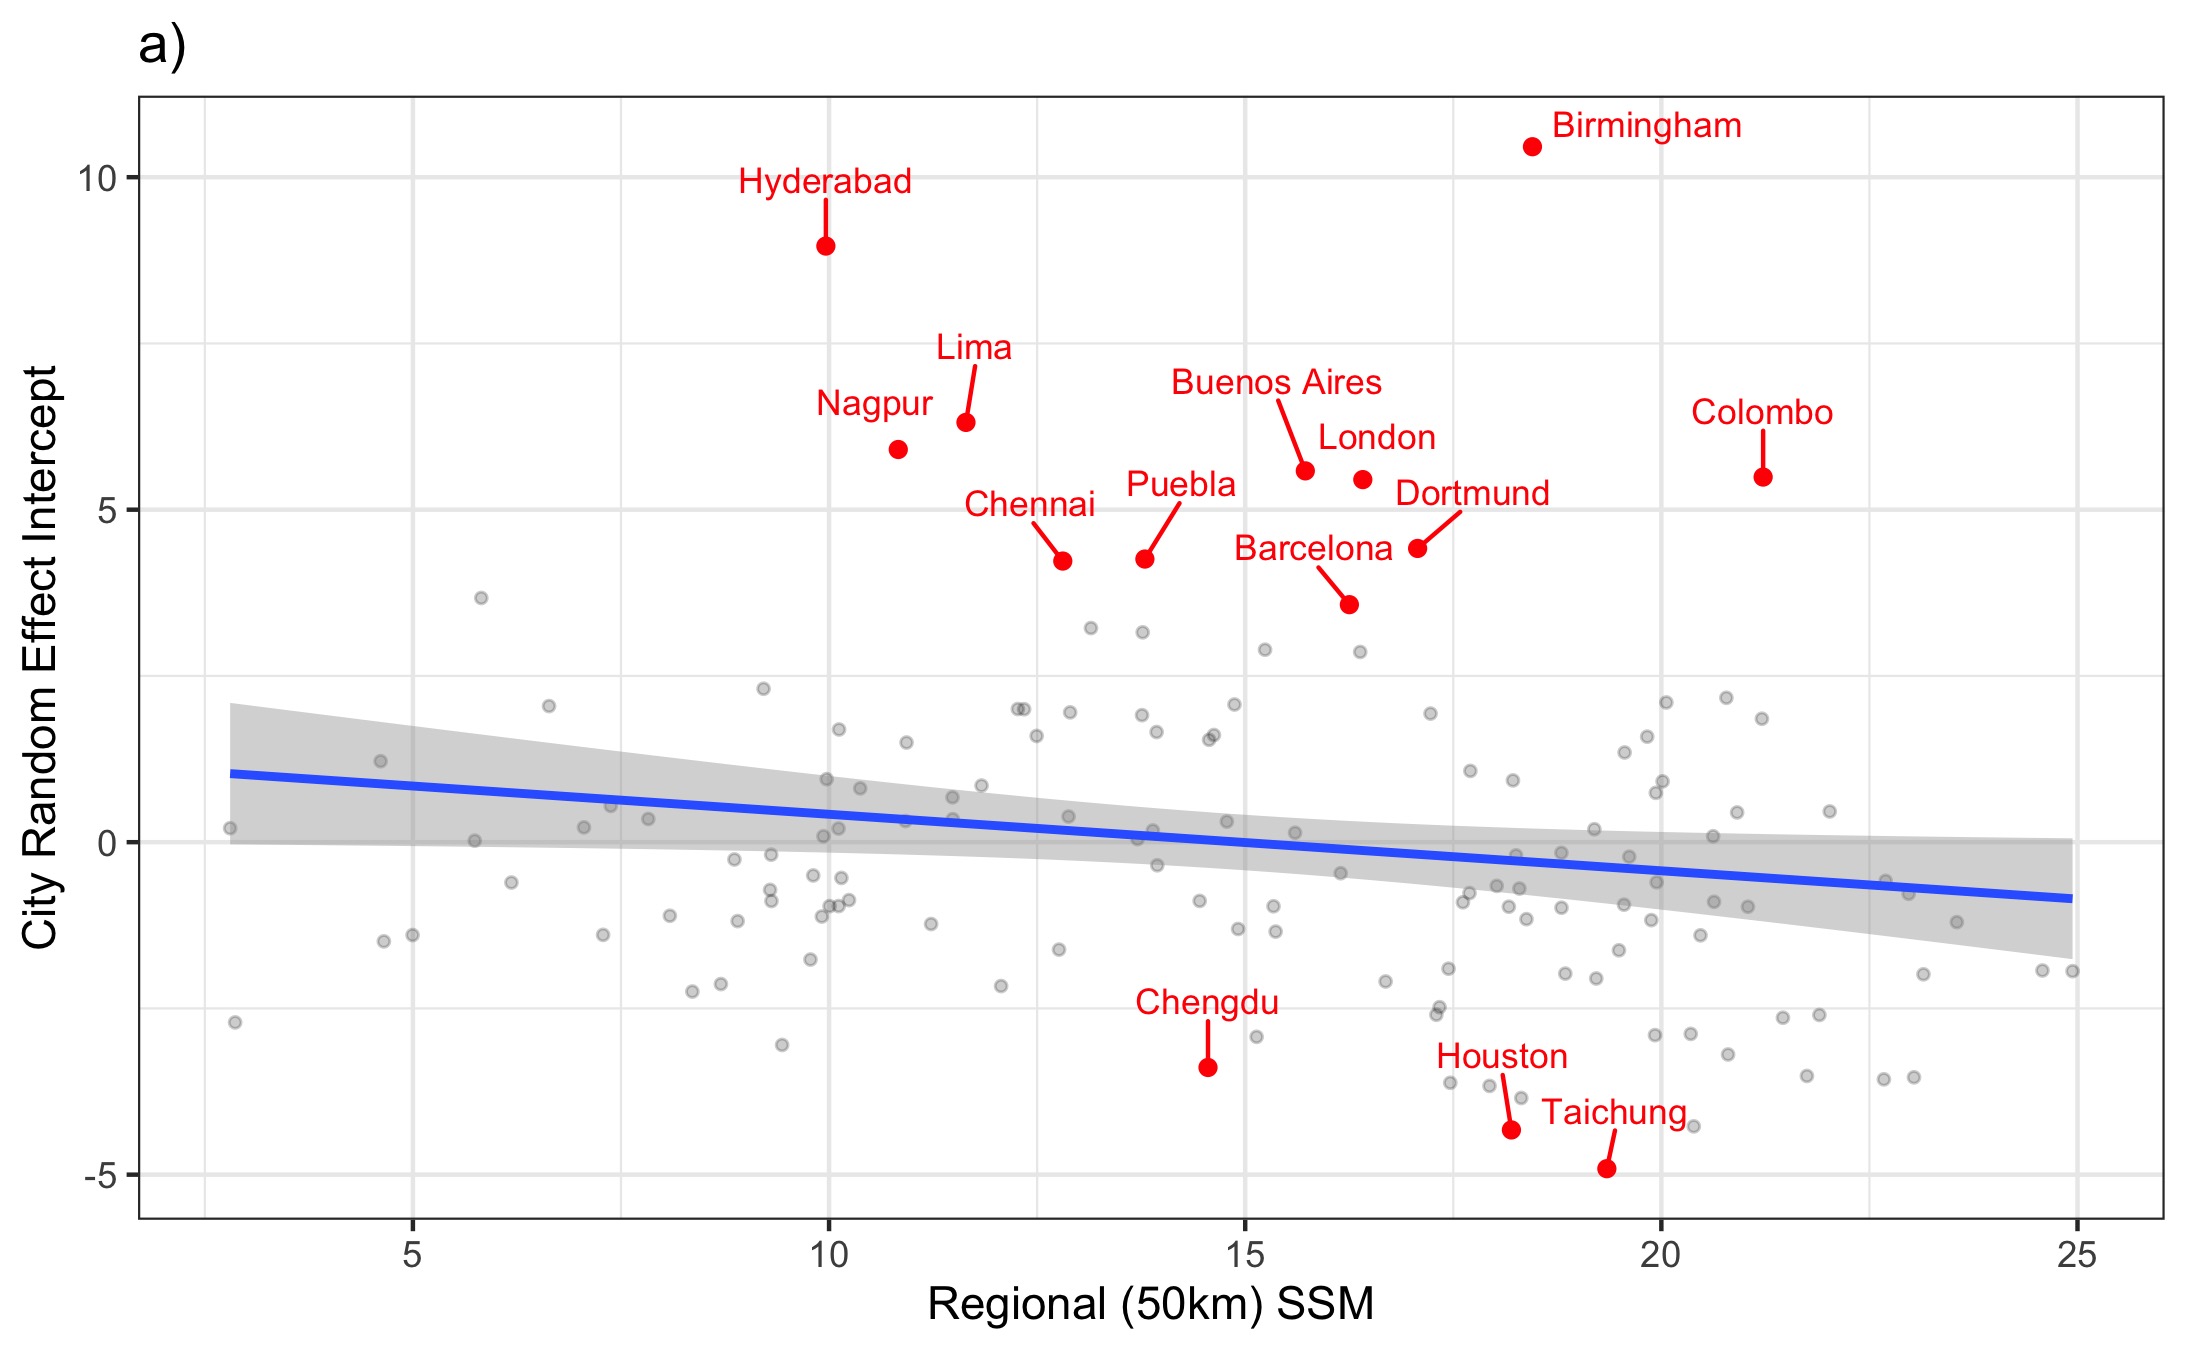 a)
Birmingham
Hyderabad
Lima
Nagpur
Buenos Aires
London
Colombo
Puebla
Dortmund
Chennai
Barcelona
Chengdu
Houston
Taichung
10
5
0
-5
City Random Effect Intercept
5 10 15 20 25
Regional (50km) SSM